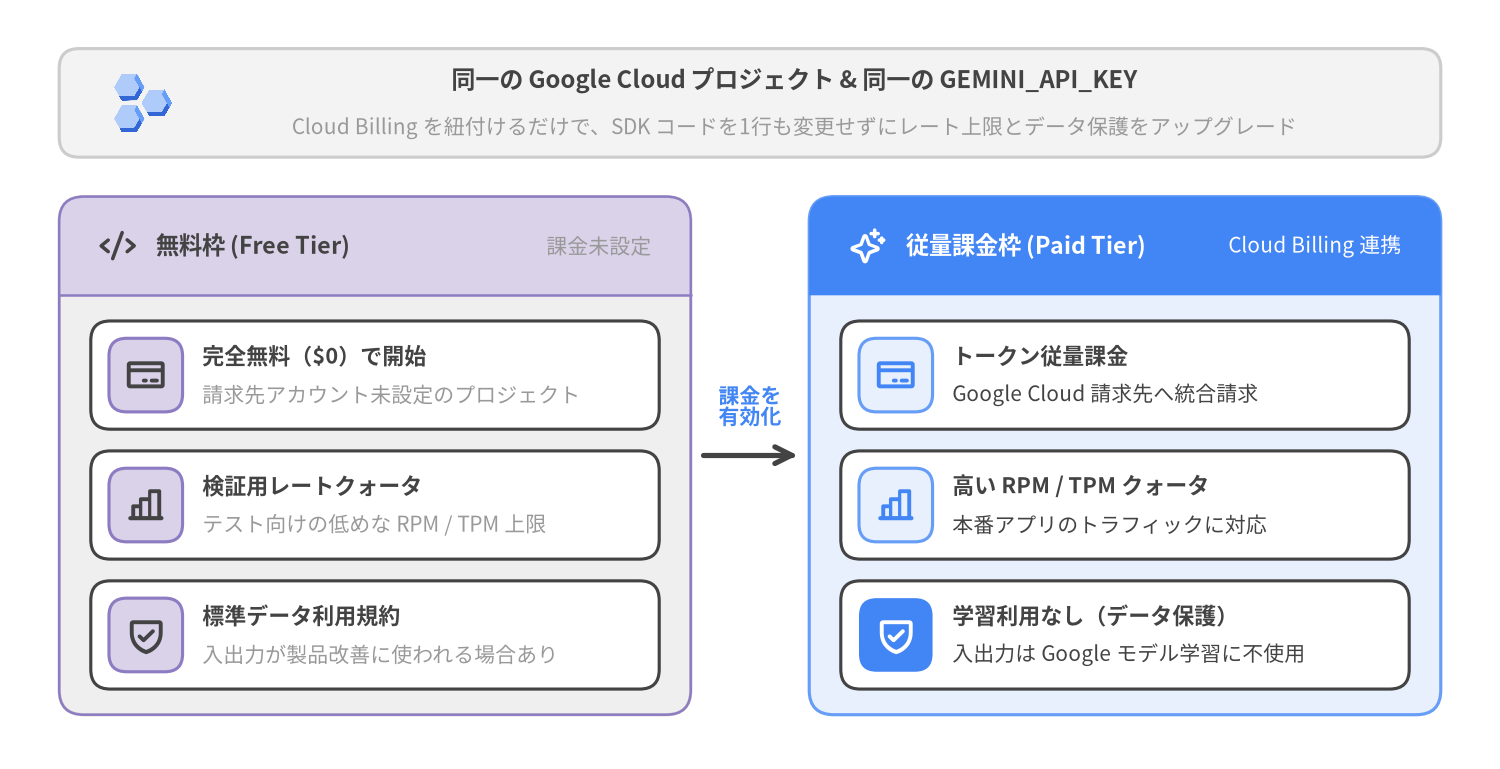 同一の Google Cloud プロジェクト & 同一の GEMINI_API_KEY
Cloud Billing を紐付けるだけで、SDK コードを1行も変更せずにレート上限とデータ保護をアップグレード
無料枠 (Free Tier)
課金未設定
完全無料（$0）で開始
請求先アカウント未設定のプロジェクト
検証用レートクォータ
テスト向けの低めな RPM / TPM 上限
標準データ利用規約
入出力が製品改善に使われる場合あり
課金を
有効化
従量課金枠 (Paid Tier)
Cloud Billing 連携
トークン従量課金
Google Cloud 請求先へ統合請求
高い RPM / TPM クォータ
本番アプリのトラフィックに対応
学習利用なし（データ保護）
入出力は Google モデル学習に不使用